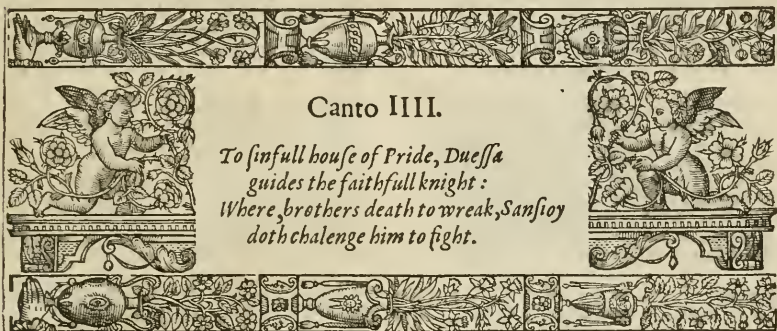 Canto IIII.
To ſinfull houſe of Pride, Dueſſa
guides the faithfull knight :
Where, brothers death to wreak, Sanſioy
doth chalenge him to fight.